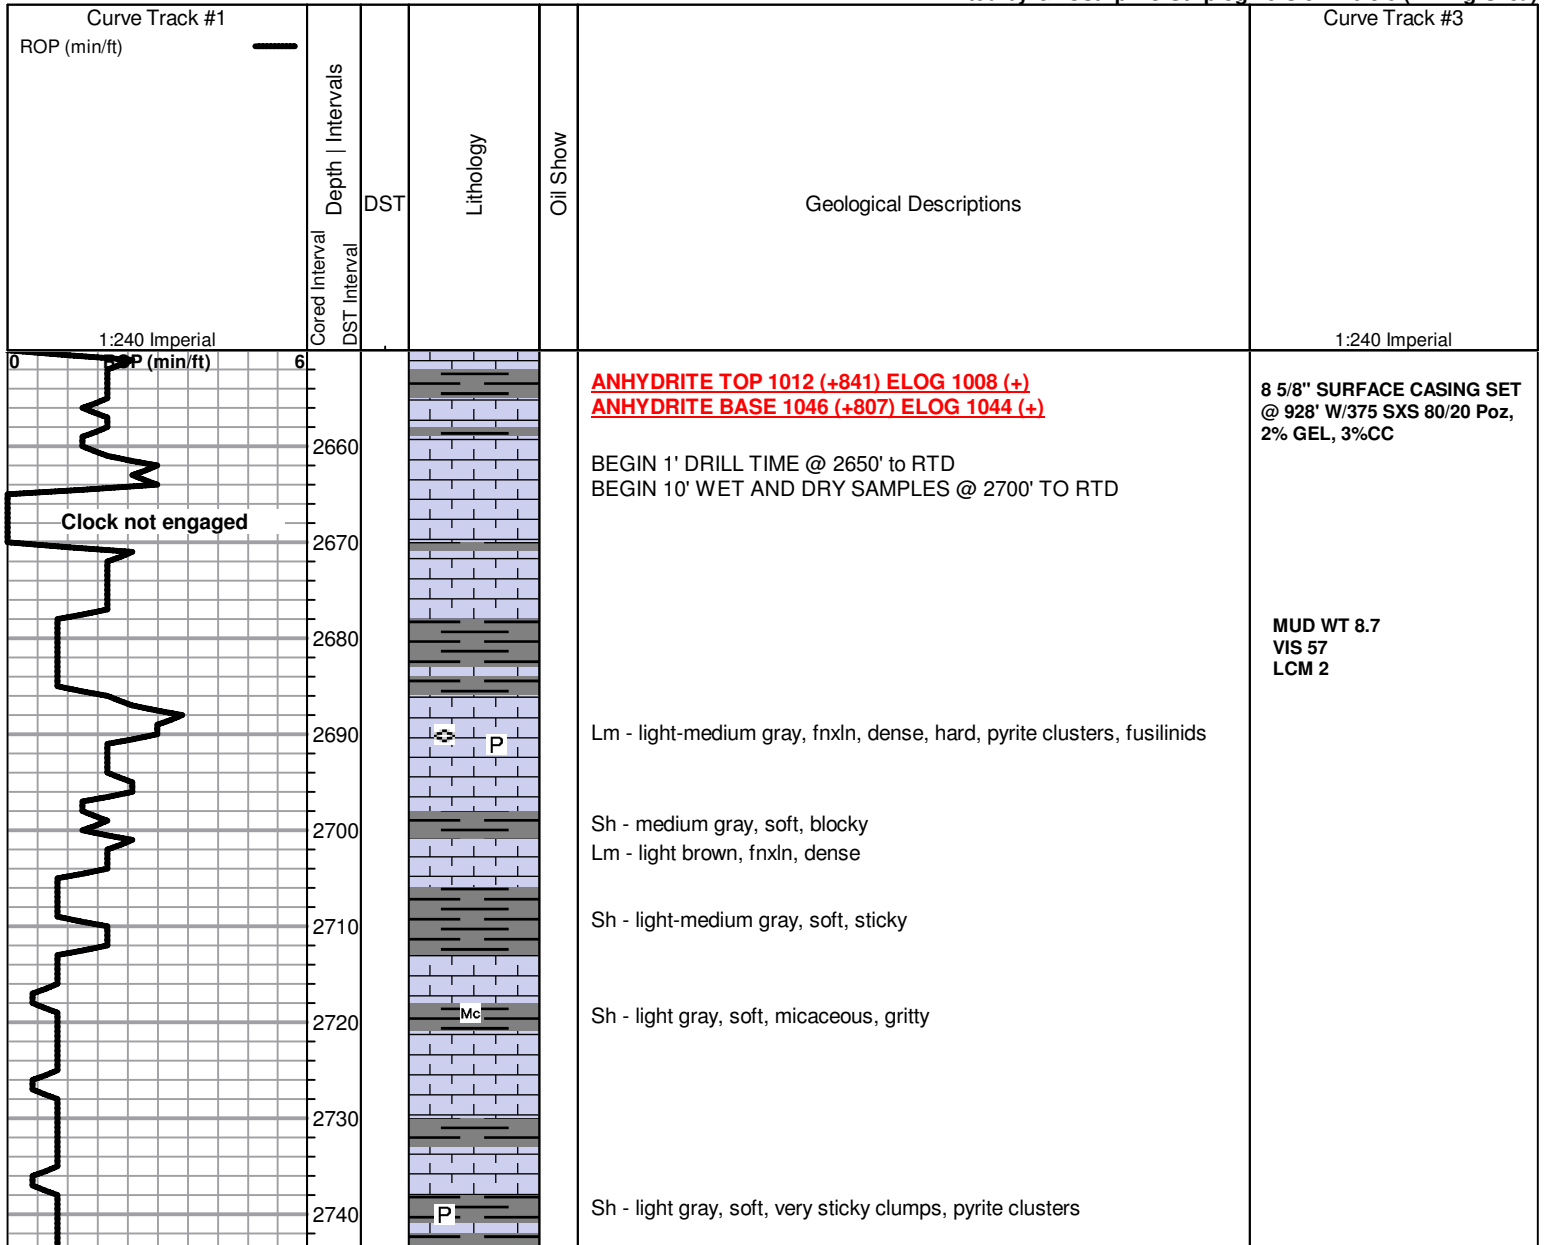 Curve Track #1
ROP (min/ft)
Depth | Intervals
Cored Interval
DST Interval
DST
Lithology
Oil Show
Geological Descriptions
Curve Track #3
1:240 Imperial
1:240 Imperial
0 ROP (min/ft) 6
ANHYDRITE TOP 1012 (+841) ELOG 1008 (+)
ANHYDRITE BASE 1046 (+807) ELOG 1044 (+)
8 5/8" SURFACE CASING SET
@ 928' W/375 SXS 80/20 Poz,
2% GEL, 3%CC
2660
BEGIN 1' DRILL TIME @ 2650' to RTD
BEGIN 10' WET AND DRY SAMPLES @ 2700' TO RTD
Clock not engaged
2670
MUD WT 8.7
VIS 57
LCM 2
2680
2690
P
Lm - light-medium gray, fnxln, dense, hard, pyrite clusters, fusilinids
Sh - medium gray, soft, blocky
2700
Lm - light brown, fnxln, dense
2710
Sh - light-medium gray, soft, sticky
Mc
2720
Sh - light gray, soft, micaceous, gritty
2730
2740
P
Sh - light gray, soft, very sticky clumps, pyrite clusters